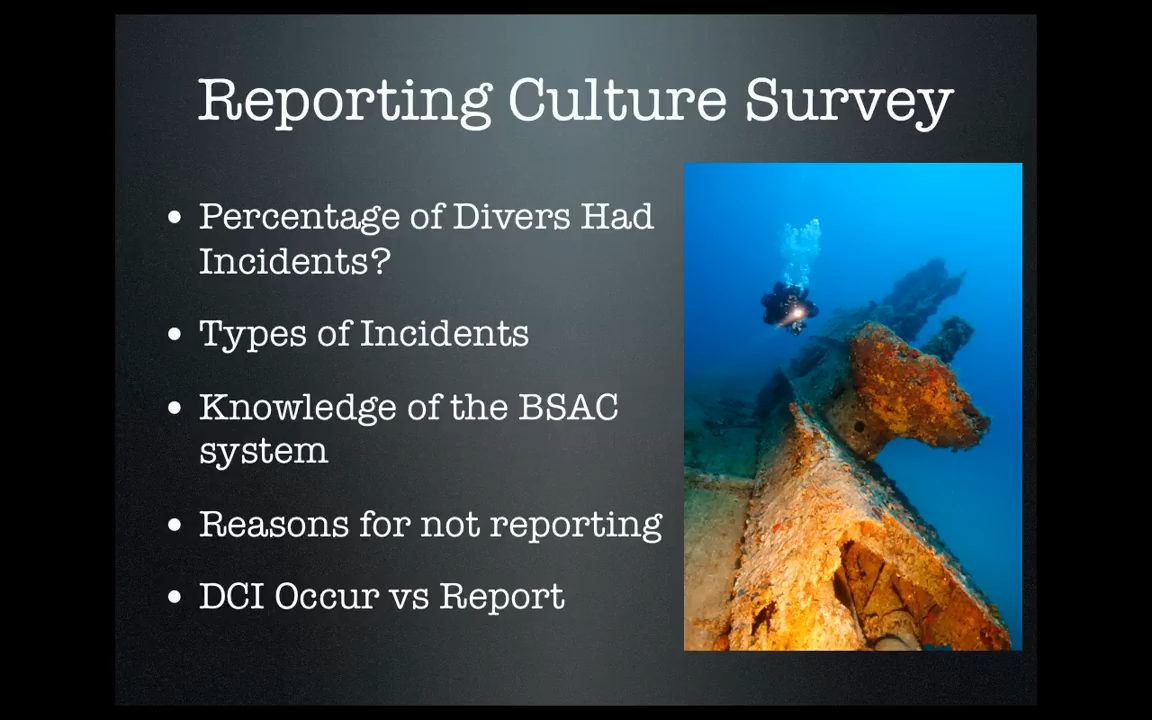 Reporting Culture Survey
• Percentage of Divers Had
Incidents?
• Types of Incidents
• Knowledge of the BSAC
system
• Reasons for not reporting
• DCI Occur vs Report